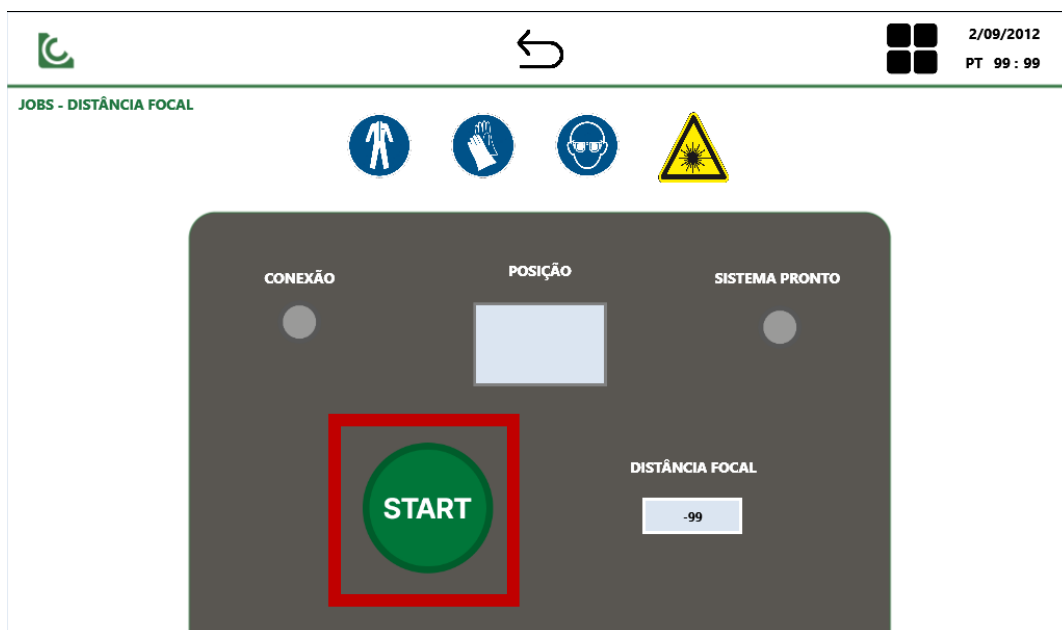 2/09/2012
PT 99 : 99
JOBS - DISTÂNCIA FOCAL
CONEXÃO
POSIÇÃO
SISTEMA PRONTO
START
DISTÂNCIA FOCAL
-99